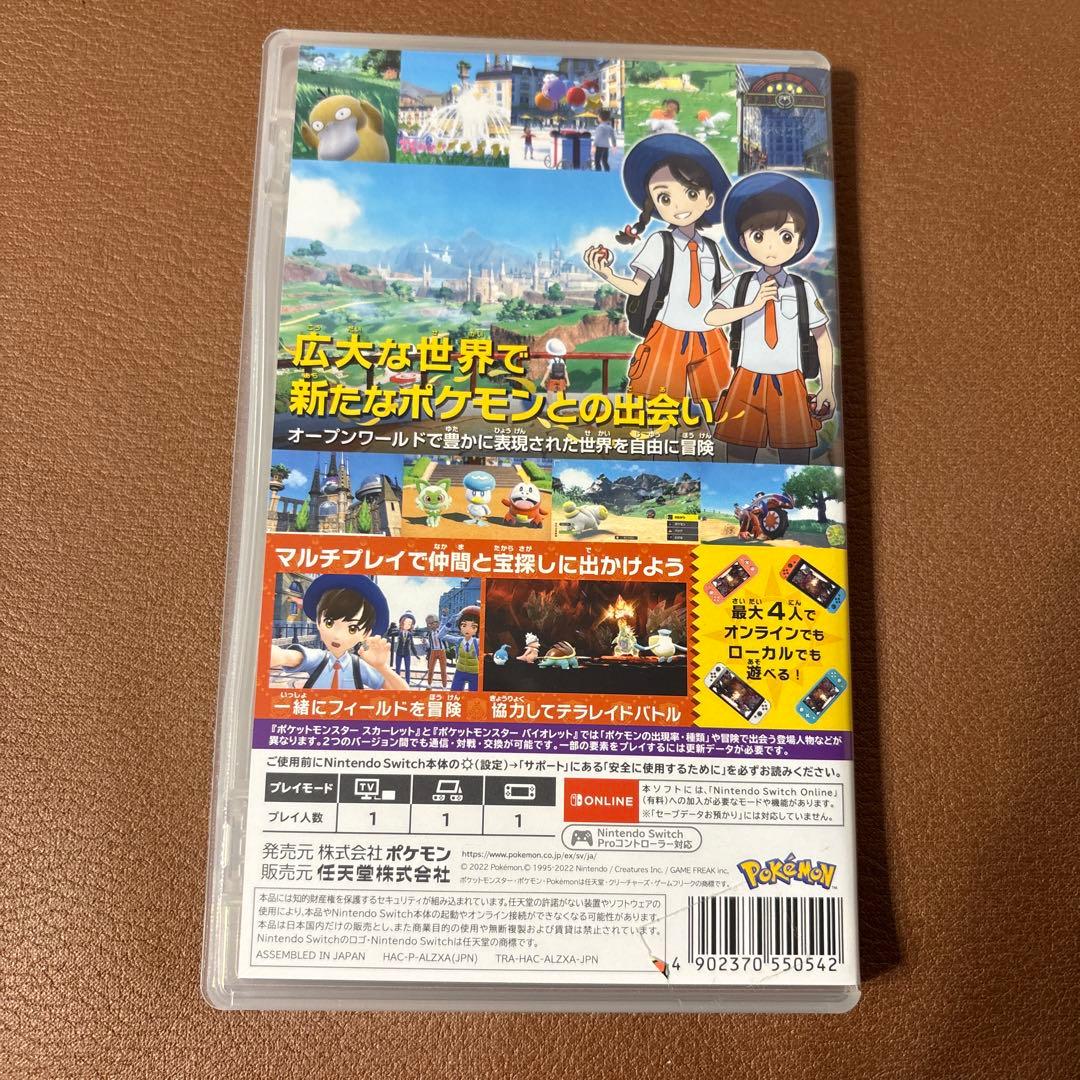 広大な世界で
新たなポケモンとの出会い
オープンワールドで豊かに表現された世界を自由に冒険
マルチプレイで仲間と宝探しに出かけよう
最大4人で
オンラインでも
ローカルでも
遊べる!
一緒にフィールドを冒険
協力してテラレイドバトル
『ポケットモンスター スカーレット』と『ポケットモンスター バイオレット』では「ポケモンの出現率・種類」や冒険で出会う登場人物などが
異なります。2つのバージョン間でも通信・対戦・交換が可能です。一部の要素をプレイするには更新データが必要です。
ご使用前にNintendo Switch本体の(設定)→「サポート」にある「安全に使用するために」を必ずお読みください。
プレイモード TV
プレイ人数 1 1 1
ONLINE
本ソフトには、「Nintendo Switch Online」
(有料)への加入が必要なモードや機能があります。
※「セーブデータお預かり」には対応していません。
Nintendo Switch
Proコントローラー対応
発売元 株式会社ポケモン
販売元 任天堂株式会社
https://www.pokemon.co.jp/ex/sv/ja/
© 2022 Pokémon. © 1995-2022 Nintendo / Creatures Inc. / GAME FREAK inc.
ポケットモンスター・ポケモン・Pokémonは任天堂・クリーチャーズ・ゲームフリークの商標です。
POKéMON
本品には知的財産権を保護するセキュリティが組み込まれています。任天堂の許諾がない装置やソフトウェアの
使用により、本品やNintendo Switch本体の起動やオンライン接続ができなくなる可能性があります。
本品は日本国内だけの販売とし、また商業目的の使用や無断複製および賃貸は禁止されています。
Nintendo Switchのロゴ・Nintendo Switchは任天堂の商標です。
ASSEMBLED IN JAPAN HAC-P-ALZXA(JPN) TRA-HAC-ALZXA-JPN
4 902370 550542